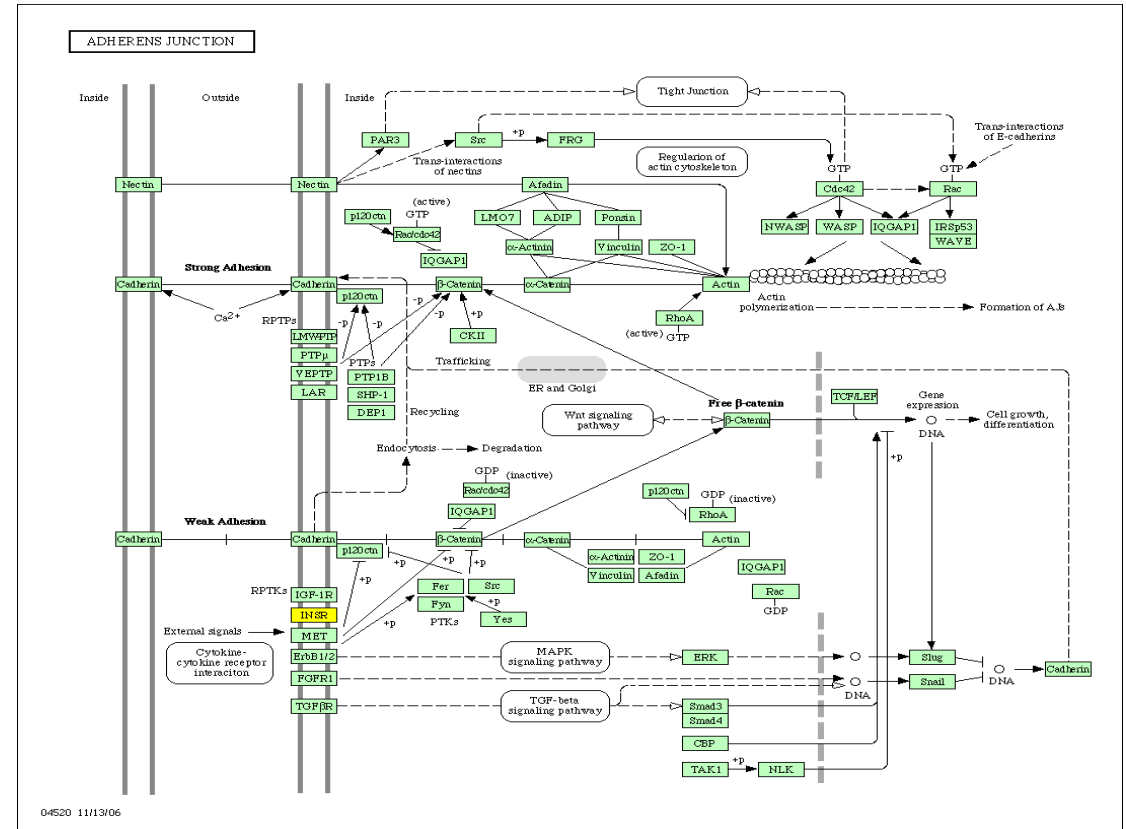 ADHERENS JUNCTION
Inside
Outside
Inside
Tight Junction
PAR3
Src
+p
FRG
Trans-interactions
of E-cadherins
Trans-interactions
of nectins
Regularion of
actin cytoskeleton
GTP
GTP
Nectin
Nectin
Afadin
Cdc42
Rac
(active)
GTP
p120ctn
Rac/cdc42
LMO7
ADIP
Ponsin
NWASP
WASP
IQGAP1
IRSp53
WAVE
IQGAP1
α-Actinin
Vinculin
ZO-1
Strong Adhesion
Cadherin
Cadherin
β-Catenin
α-Catenin
Actin
p120ctn
-p
Ca2+
RPTPs
-p
-p
-p
+p
CKII
RhoA
(active)
GTP
Actin
polymerization
Formation of AJs
LMWPTP
PTPμ
VEPTP
LAR
PTPs
PTP1B
SHP-1
DEP1
Trafficking
ER and Golgi
Recycling
Free β-catenin
Wnt signaling
pathway
β-Catenin
TCF/LEF
Gene
expression
DNA
Cell growth,
differentiation
+p
Endocytosis
Degradation
GDP
(inactive)
Rac/cdc42
IQGAP1
p120ctn
GDP
(inactive)
RhoA
Weak Adhesion
Cadherin
Cadherin
β-Catenin
α-Catenin
Actin
p120ctn
+p
+p
+p
+p
α-Actinin
ZO-1
Vinculin
Afadin
IQGAP1
Rac
GDP
RPTKs
IGF-1R
INSR
MET
ErbB1/2
FGFR1
TGFβR
Fer
Fyn
PTKs
Src
Yes
+p
+p
External signals
Cytokine-
cytokine receptor
interaciton
MAPK
signaling pathway
ERK
Slug
Snail
DNA
DNA
Cadherin
TGF-beta
signaling pathway
Smad3
Smad4
CBP
TAK1
+p
NLK
04520 11/13/06